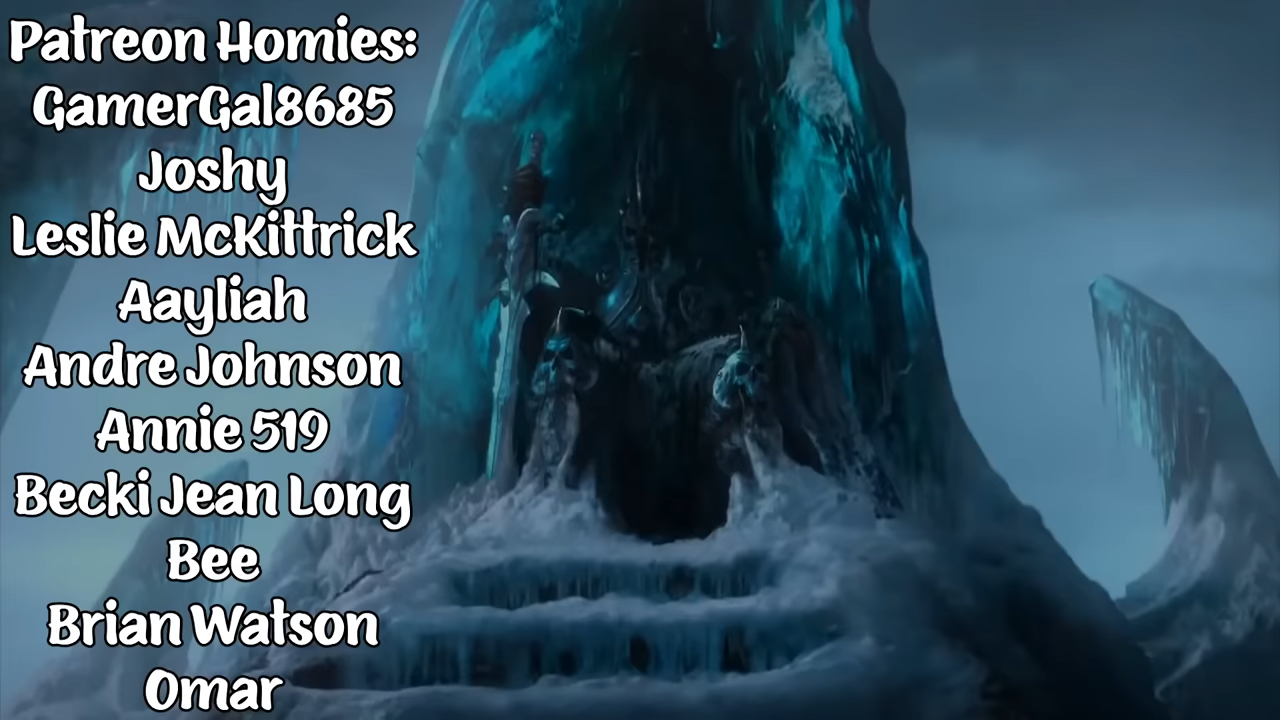 Patreon Homies:
GamerGal8685
Joshy
Leslie McKittrick
Aayliah
Andre Johnson
Annie 519
Becki Jean Long
Bee
Brian Watson
Omar